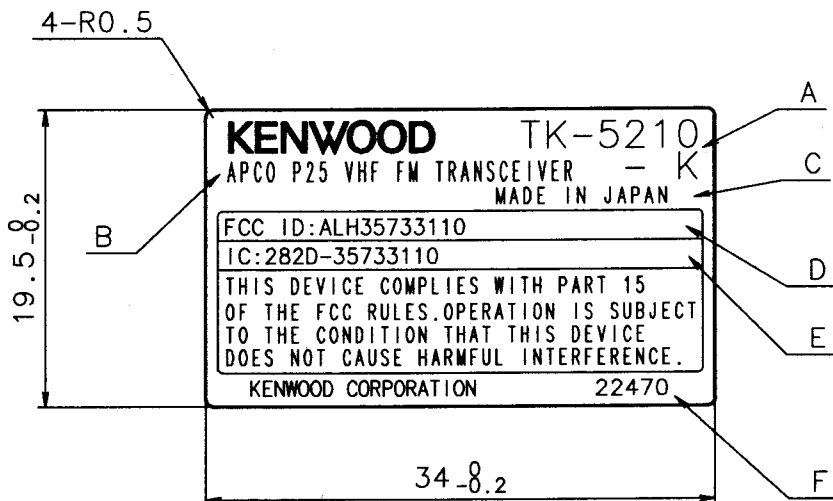 4-R0.5
KENWOOD TK-5210
APCO P25 VHF FM TRANSCEIVER - K
MADE IN JAPAN
FCC ID:ALH35733110
IC:282D-35733110
THIS DEVICE COMPLIES WITH PART 15
OF THE FCC RULES.OPERATION IS SUBJECT
TO THE CONDITION THAT THIS DEVICE
DOES NOT CAUSE HARMFUL INTERFERENCE.
KENWOOD CORPORATION 22470
A
C
B
D
E
F
19.5 0 -0.2
34 0 -0.2